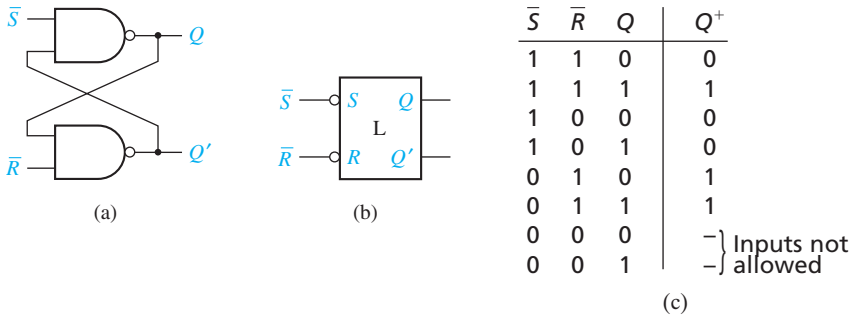 S̅ Q
R̅ Q′
(a)
S̅ S Q
L
R̅ R Q′
(b)
S̅ R̅ Q Q⁺
1 1 0 0
1 1 1 1
1 0 0 0
1 0 1 0
0 1 0 1
0 1 1 1
0 0 0 – Inputs not
0 0 1 – allowed
(c)